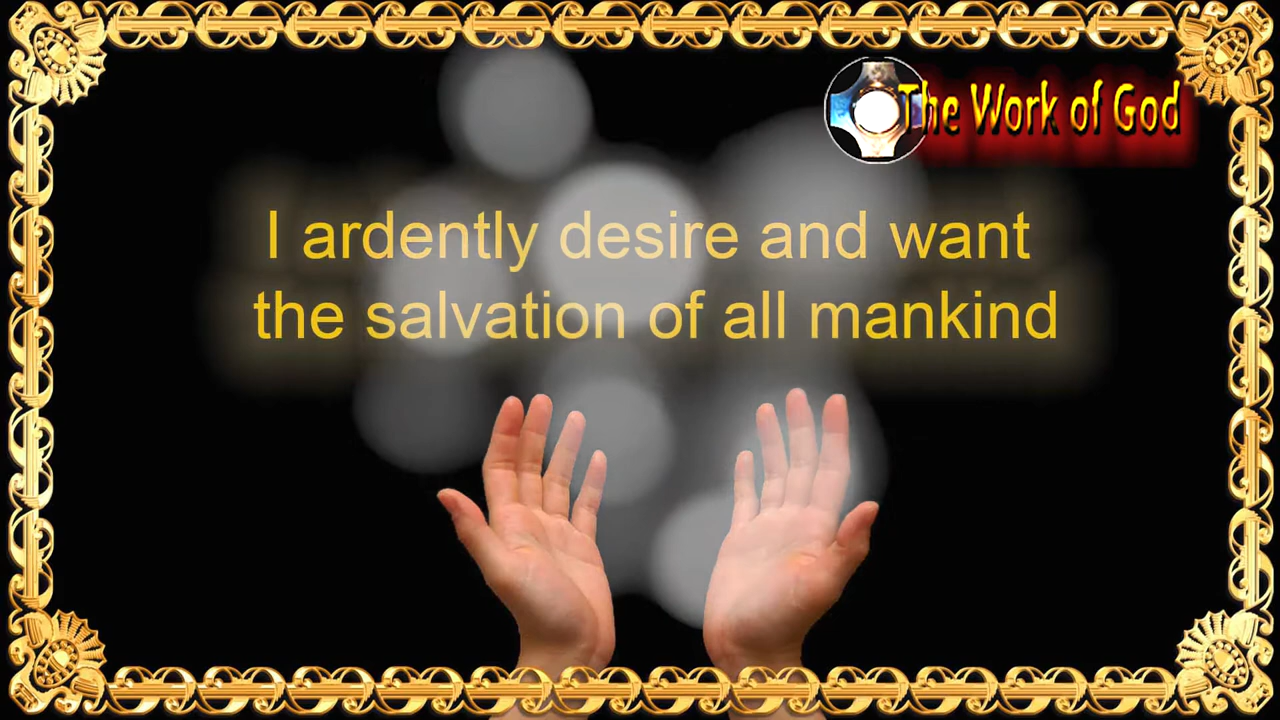 The Work of God
I ardently desire and want
the salvation of all mankind